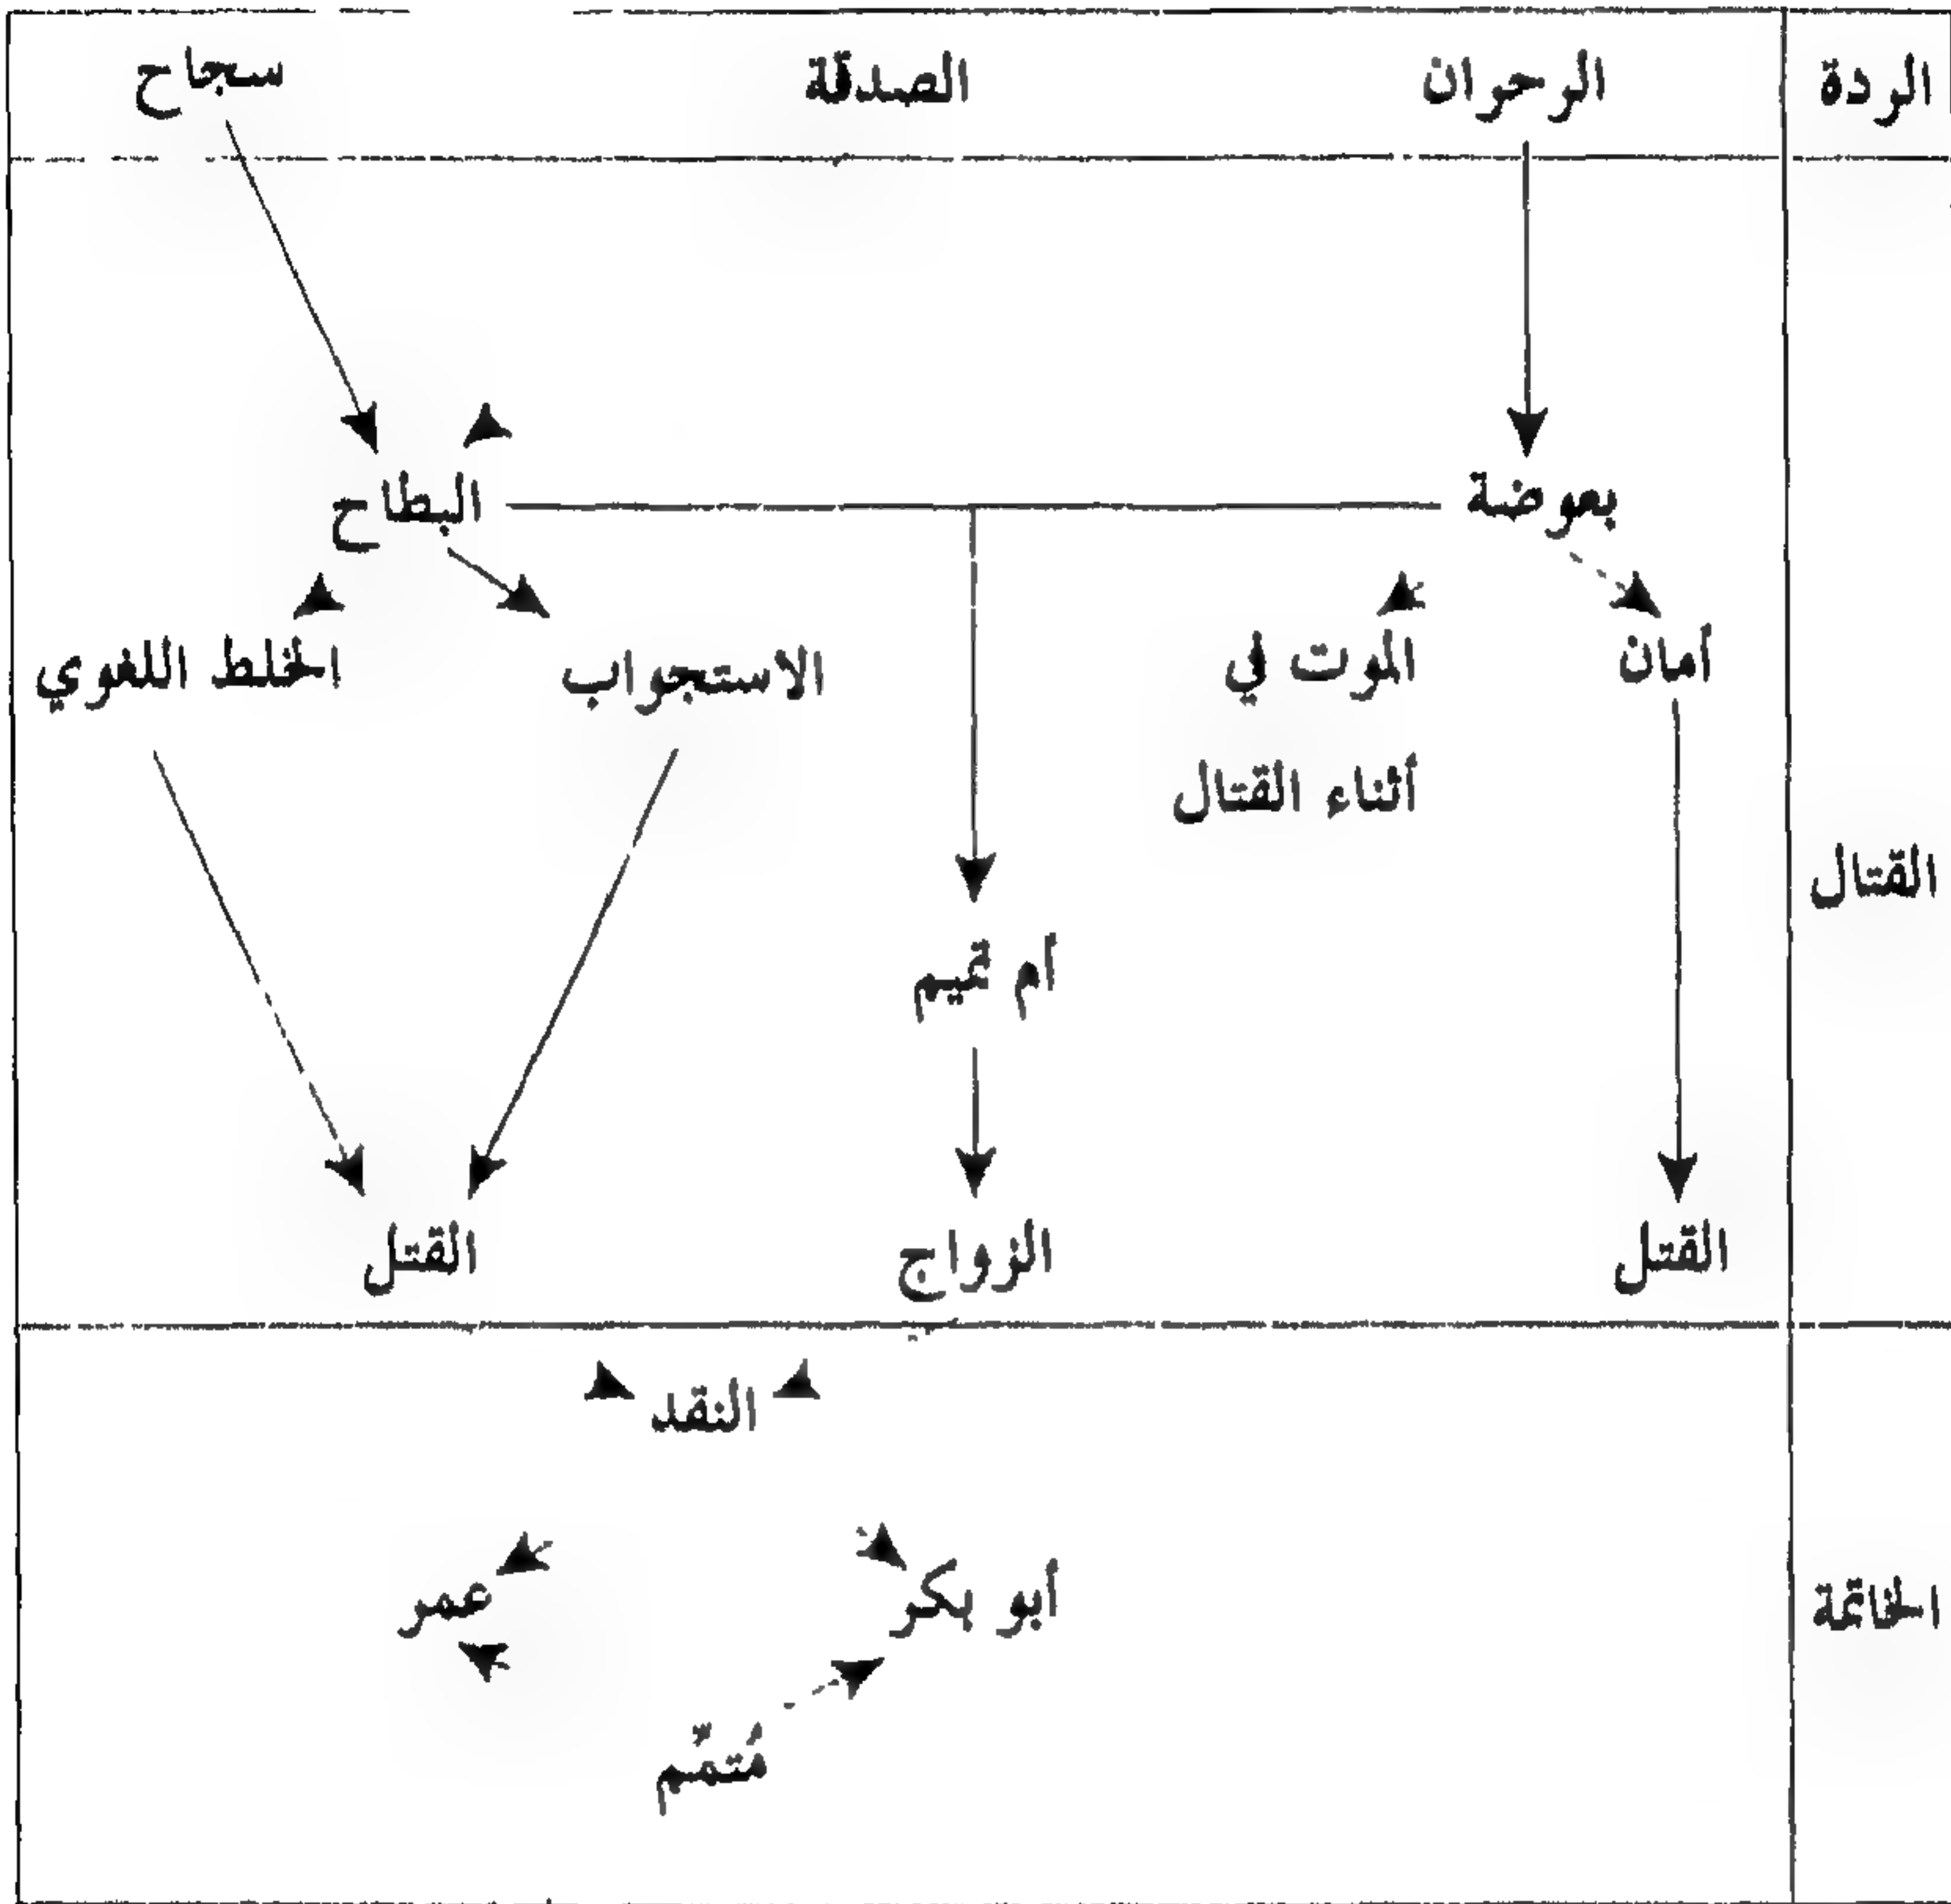 الردة الرحران الصدقة سجاح
بعوضة البطاح
أمان الموت في الاستجواب الخلط اللغوي
أثناء القتال
القتال
أم تميم
القتل الزواج القتل
النقد
الخاتمة أبو بكر عمر
مُتمّم